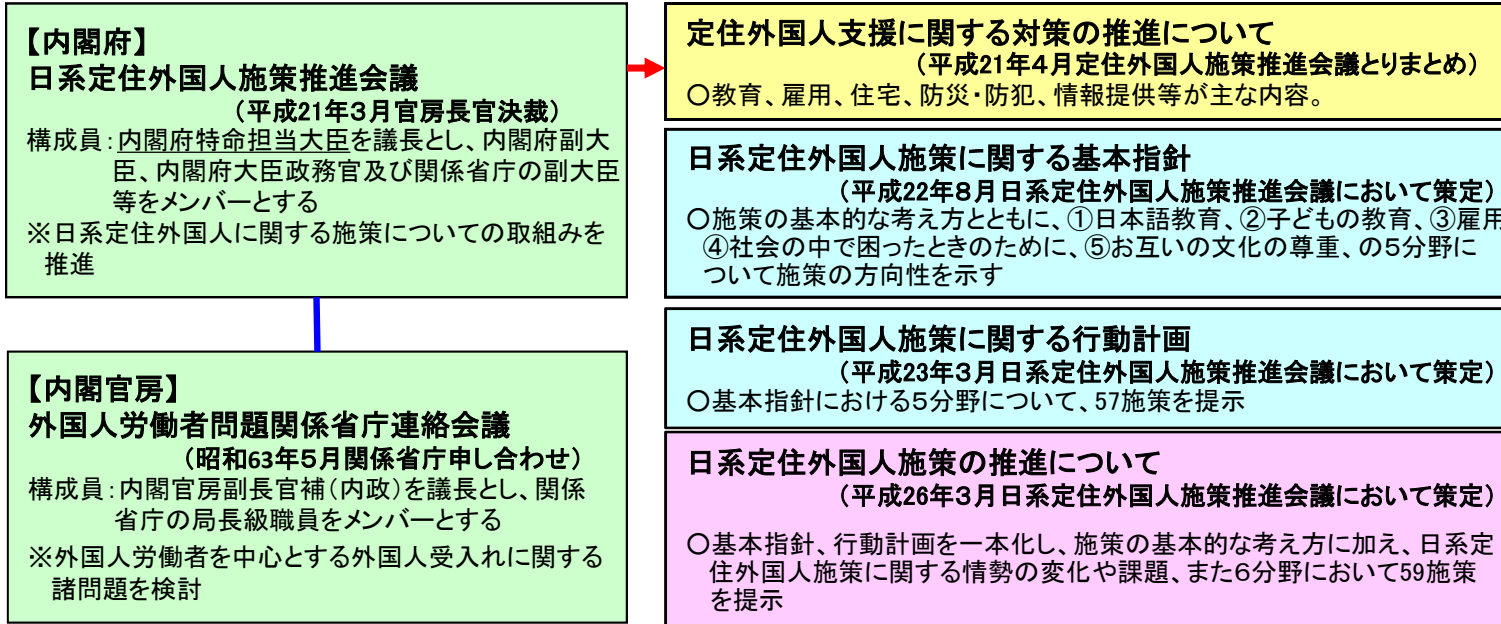 【内閣府】
日系定住外国人施策推進会議
（平成21年３月官房長官決裁）
構成員：内閣府特命担当大臣を議長とし、内閣府副大
臣、内閣府大臣政務官及び関係省庁の副大臣
等をメンバーとする
※日系定住外国人に関する施策についての取組みを
推進
【内閣官房】
外国人労働者問題関係省庁連絡会議
（昭和63年５月関係省庁申し合わせ）
構成員：内閣官房副長官補（内政）を議長とし、関係
省庁の局長級職員をメンバーとする
※外国人労働者を中心とする外国人受入れに関する
諸問題を検討
定住外国人支援に関する対策の推進について
（平成21年４月定住外国人施策推進会議とりまとめ）
○教育、雇用、住宅、防災・防犯、情報提供等が主な内容。
日系定住外国人施策に関する基本指針
（平成22年８月日系定住外国人施策推進会議において策定）
○施策の基本的な考え方とともに、①日本語教育、②子どもの教育、③雇用
④社会の中で困ったときのために、⑤お互いの文化の尊重、の５分野に
ついて施策の方向性を示す
日系定住外国人施策に関する行動計画
（平成23年３月日系定住外国人施策推進会議において策定）
○基本指針における５分野について、57施策を提示
日系定住外国人施策の推進について
（平成26年３月日系定住外国人施策推進会議において策定）
○基本指針、行動計画を一本化し、施策の基本的な考え方に加え、日系定
住外国人施策に関する情勢の変化や課題、また６分野において59施策
を提示